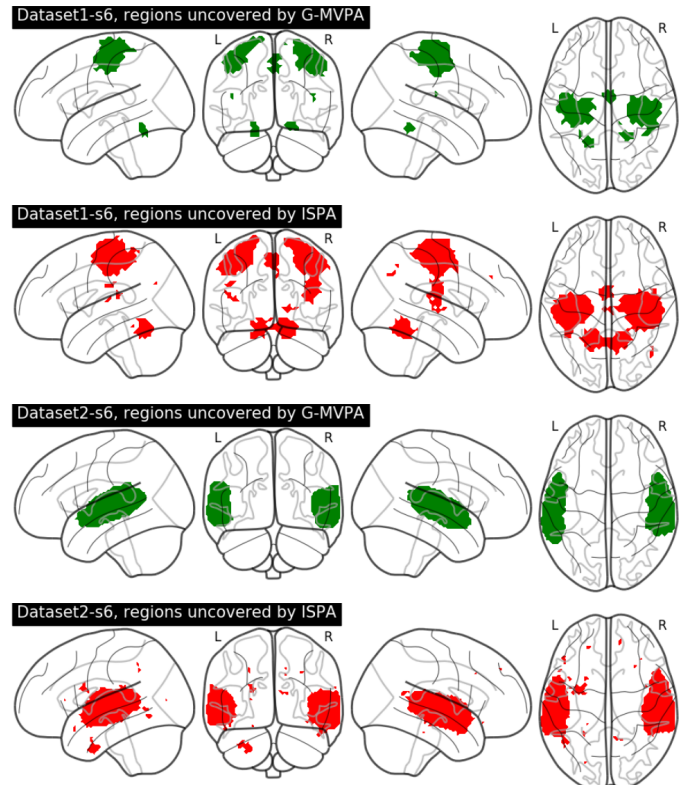 Dataset1-s6, regions uncovered by G-MVPA
L R R L
Dataset1-s6, regions uncovered by ISPA
L R L R
Dataset2-s6, regions uncovered by G-MVPA
L R L R
Dataset2-s6, regions uncovered by ISPA
L R L R